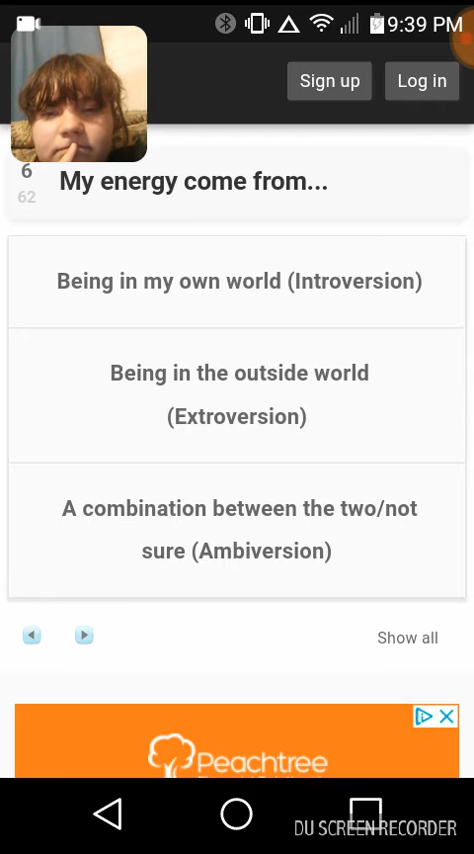 9:39 PM
Sign up
Log in
6
62
My energy come from...
Being in my own world (Introversion)
Being in the outside world
(Extroversion)
A combination between the two/not
sure (Ambiversion)
Show all
Peachtree
DU SCREEN RECORDER